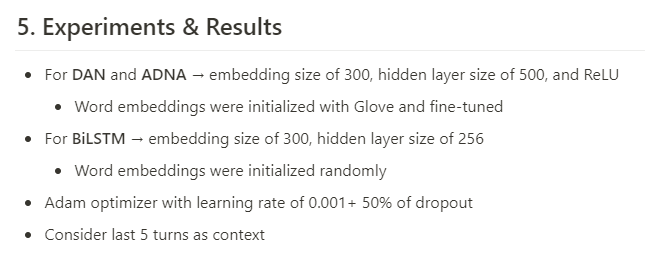 5. Experiments & Results
• For DAN and ADNA → embedding size of 300, hidden layer size of 500, and ReLU
• Word embeddings were initialized with Glove and fine-tuned
• For BiLSTM → embedding size of 300, hidden layer size of 256
• Word embeddings were initialized randomly
• Adam optimizer with learning rate of 0.001+ 50% of dropout
• Consider last 5 turns as context